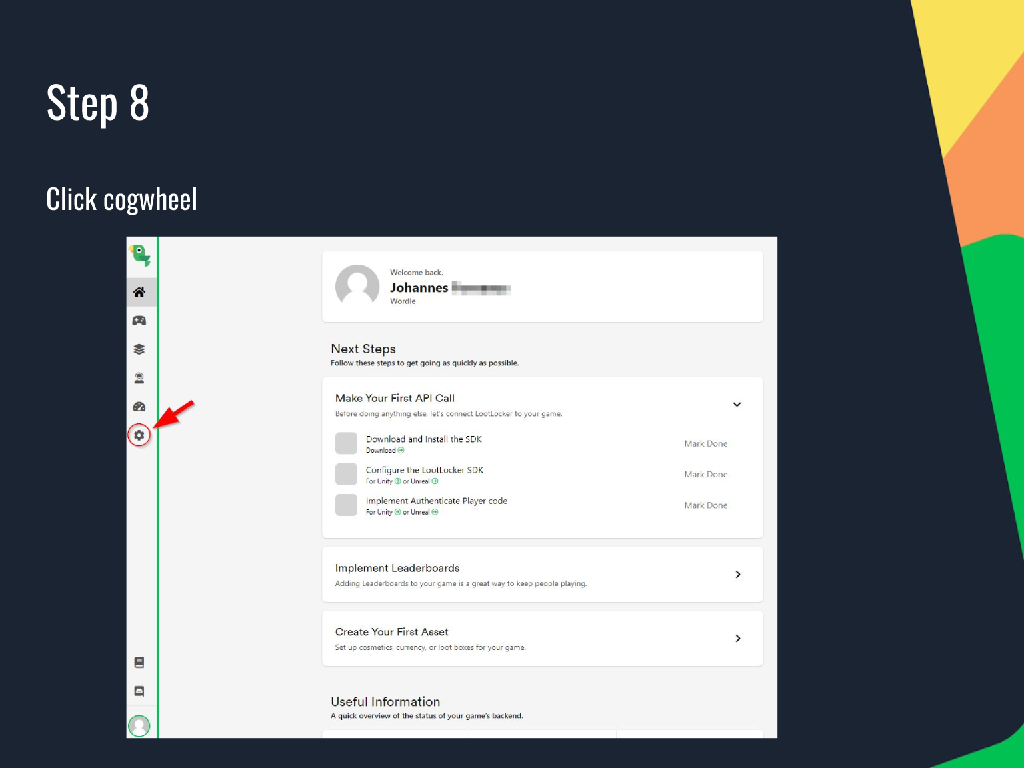 Step 8
Click cogwheel
Welcome back,
Johannes
Wordle
Next Steps
Follow these steps to get going as quickly as possible.
Make Your First API Call
Before doing anything else, let's connect LootLocker to your game.
Download and Install the SDK
Download
Mark Done
Configure the LootLocker SDK
For Unity or Unreal
Mark Done
Implement Authenticate Player code
For Unity or Unreal
Mark Done
Implement Leaderboards
Adding Leaderboards to your game is a great way to keep people playing.
Create Your First Asset
Set up cosmetics, currency, or loot boxes for your game.
Useful Information
A quick overview of the status of your game's backend.